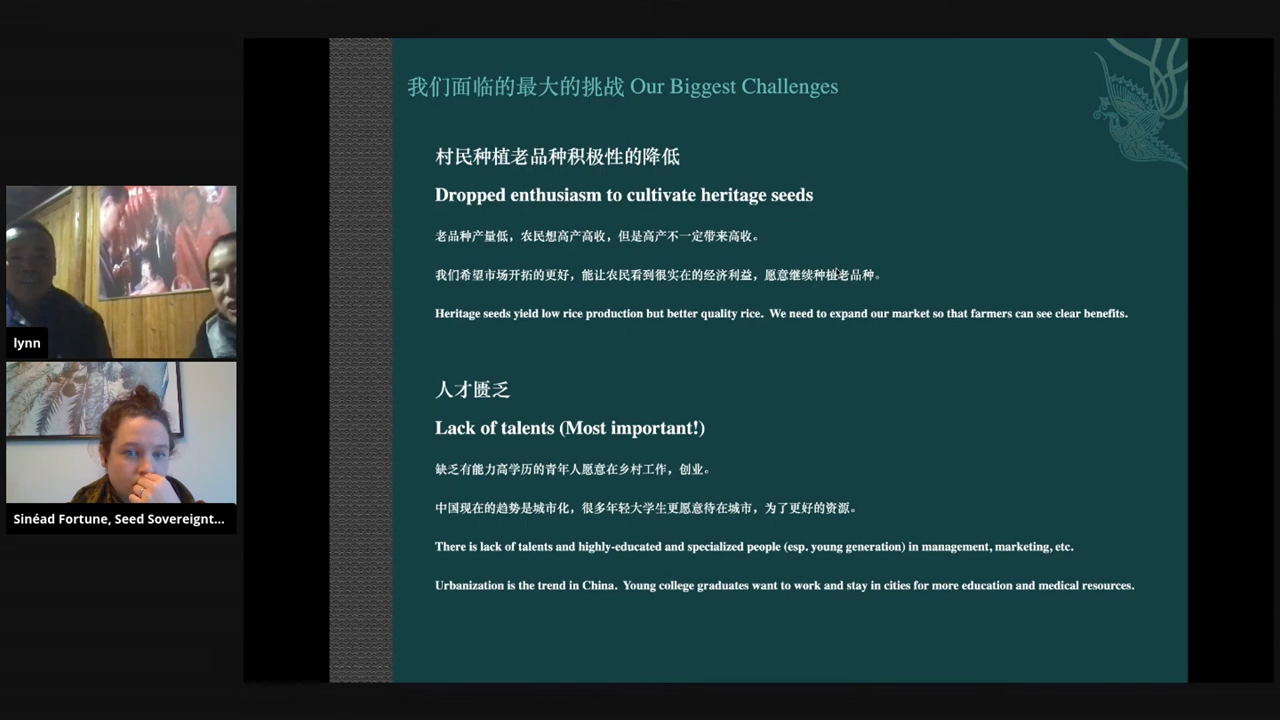 我们面临的最大的挑战 Our Biggest Challenges
村民种植老品种积极性的降低
Dropped enthusiasm to cultivate heritage seeds
老品种产量低，农民想高产高收，但是高产不一定带来高收。
我们希望市场开拓的更好，能让农民看到很实在的经济利益，愿意继续种植老品种。
Heritage seeds yield low rice production but better quality rice. We need to expand our market so that farmers can see clear benefits.
人才匮乏
Lack of talents (Most important!)
缺乏有能力高学历的青年人愿意在乡村工作，创业。
中国现在的趋势是城市化，很多年轻大学生更愿意待在城市，为了更好的资源。
There is lack of talents and highly-educated and specialized people (esp. young generation) in management, marketing, etc.
Urbanization is the trend in China. Young college graduates want to work and stay in cities for more education and medical resources.
lynn
Sinéad Fortune, Seed Sovereignt...